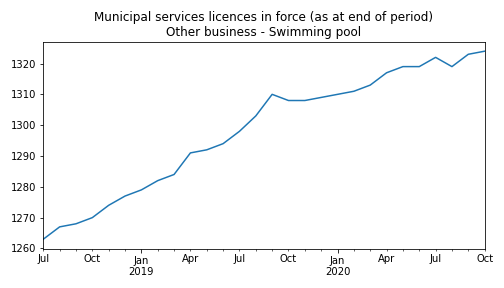 Municipal services licences in force (as at end of period)
Other business - Swimming pool
1320
1310
1300
1290
1280
1270
1260
Jul
Oct
Jan
2019
Apr
Jul
Oct
Jan
2020
Apr
Jul
Oct